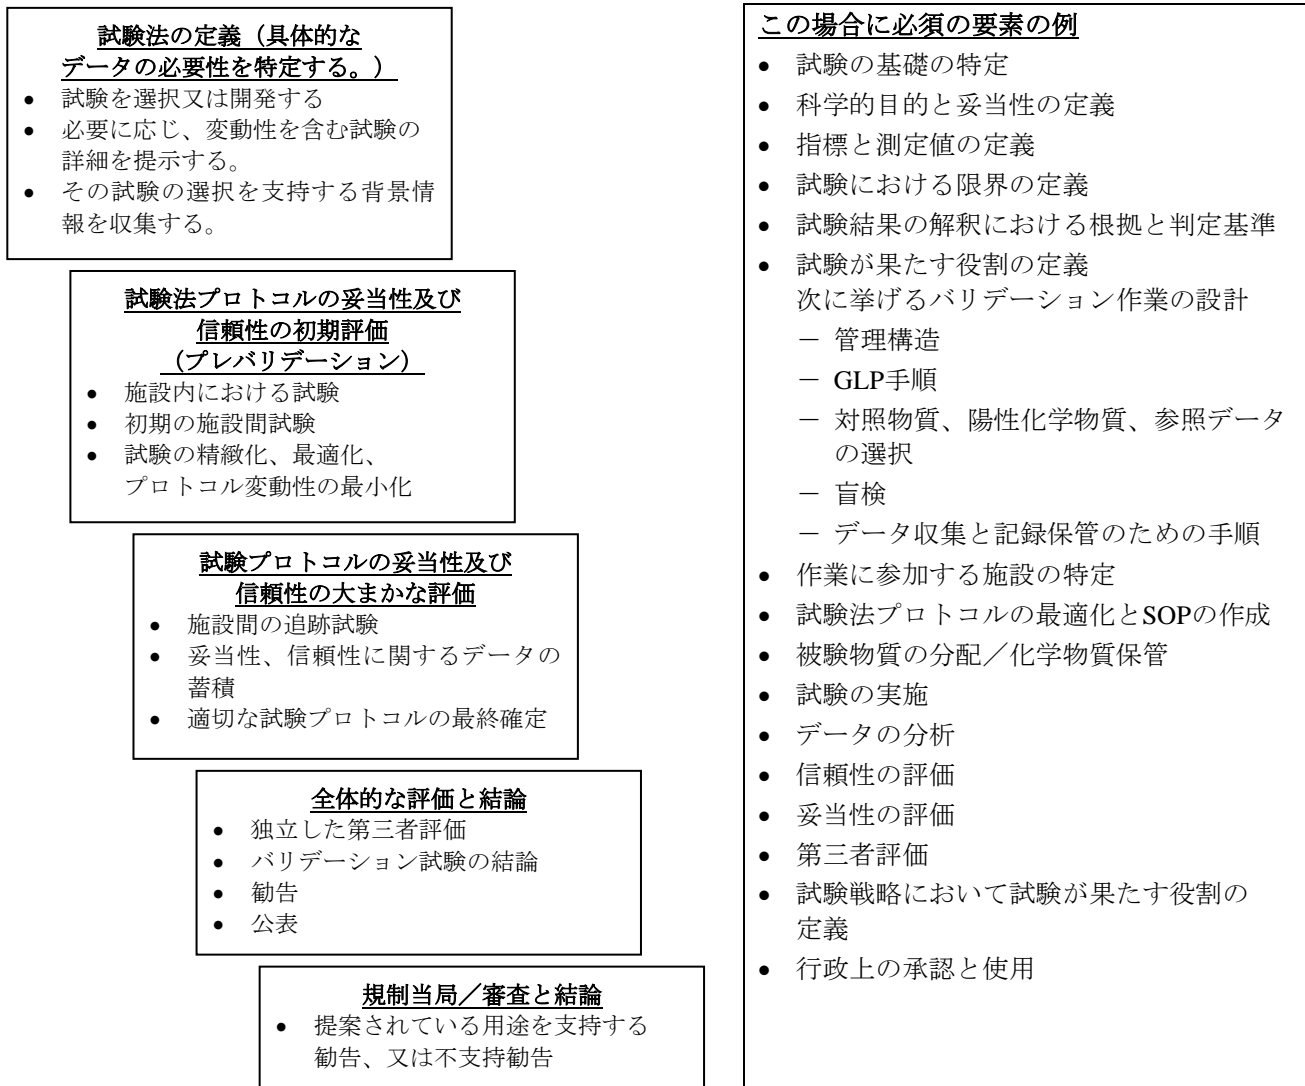 試験法の定義（具体的な
データの必要性を特定する。）
• 試験を選択又は開発する
• 必要に応じ、変動性を含む試験の
詳細を提示する。
• その試験の選択を支持する背景情
報を収集する。
試験法プロトコルの妥当性及び
信頼性の初期評価
（プレバリデーション）
• 施設内における試験
• 初期の施設間試験
• 試験の精緻化、最適化、
プロトコル変動性の最小化
試験プロトコルの妥当性及び
信頼性の大まかな評価
• 施設間の追跡試験
• 妥当性、信頼性に関するデータの
蓄積
• 適切な試験プロトコルの最終確定
全体的な評価と結論
• 独立した第三者評価
• バリデーション試験の結論
• 勧告
• 公表
規制当局／審査と結論
• 提案されている用途を支持する
勧告、又は不支持勧告
この場合に必須の要素の例
• 試験の基礎の特定
• 科学的目的と妥当性の定義
• 指標と測定値の定義
• 試験における限界の定義
• 試験結果の解釈における根拠と判定基準
• 試験が果たす役割の定義
次に挙げるバリデーション作業の設計
－ 管理構造
－ GLP手順
－ 対照物質、陽性化学物質、参照データ
の選択
－ 盲検
－ データ収集と記録保管のための手順
• 作業に参加する施設の特定
• 試験法プロトコルの最適化とSOPの作成
• 被験物質の分配／化学物質保管
• 試験の実施
• データの分析
• 信頼性の評価
• 妥当性の評価
• 第三者評価
• 試験戦略において試験が果たす役割の
定義
• 行政上の承認と使用